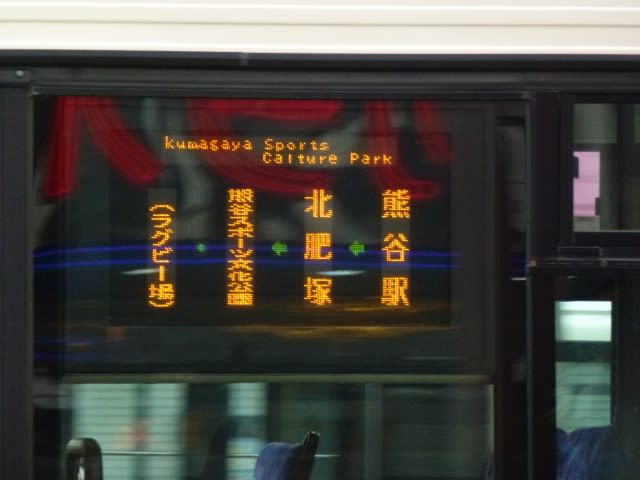 Kumagaya Sports
Calture Park
熊谷駅
←
北肥塚
←
熊谷スポーツ文化公園
・
(ラグビー場)